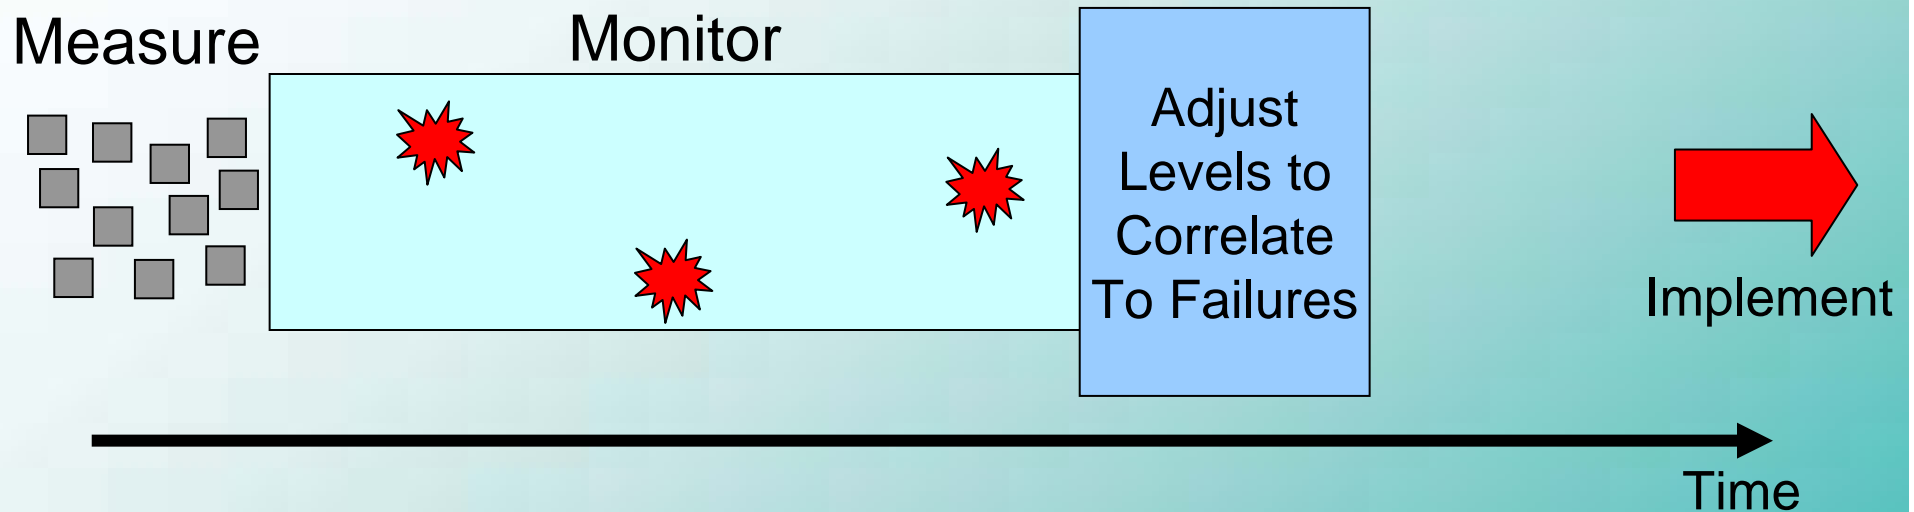 Measure
Monitor
Adjust
Levels to
Correlate
To Failures
Implement
Time